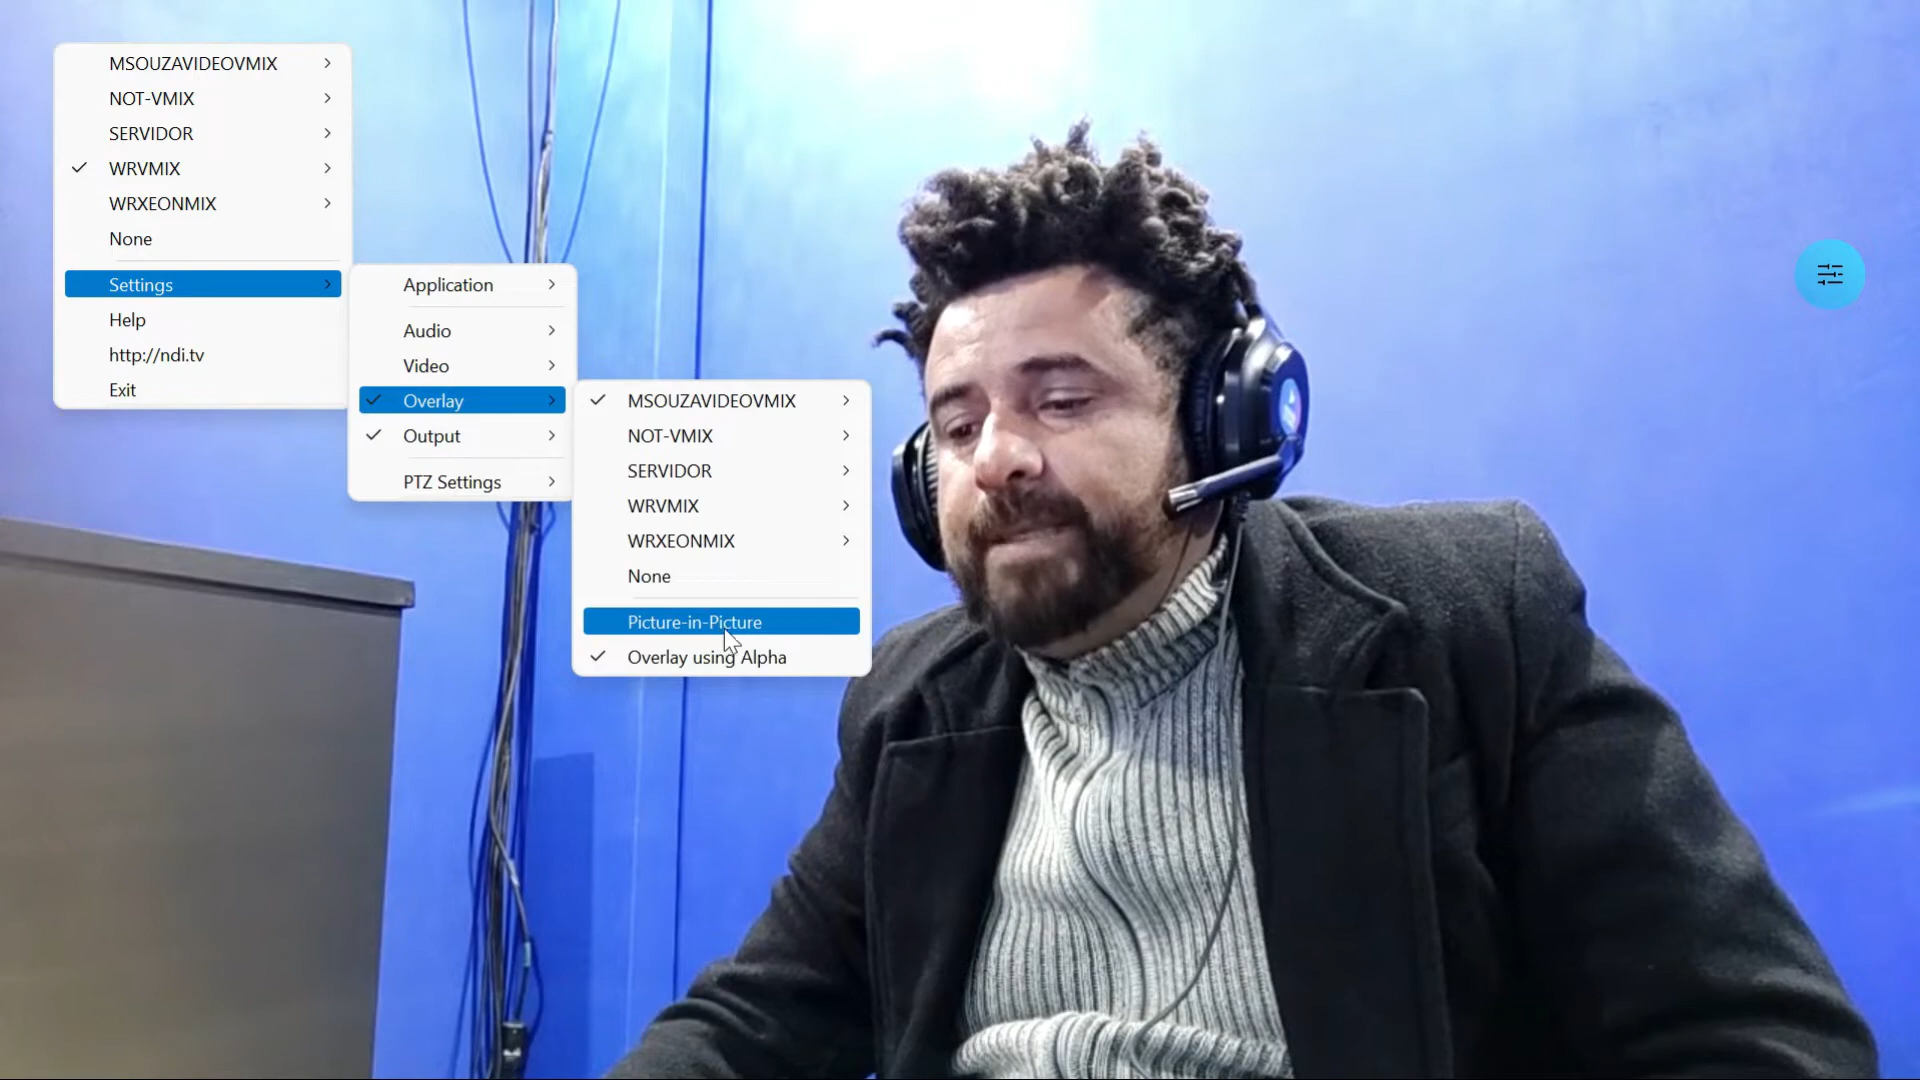 MSOUZAVIDEOVMIX
NOT-VMIX
SERVIDOR
WRVMIX
WRXEONMIX
None
Settings
Help
http://ndi.tv
Exit
Application
Audio
Video
Overlay
Output
PTZ Settings
MSOUZAVIDEOVMIX
NOT-VMIX
SERVIDOR
WRVMIX
WRXEONMIX
None
Picture-in-Picture
Overlay using Alpha